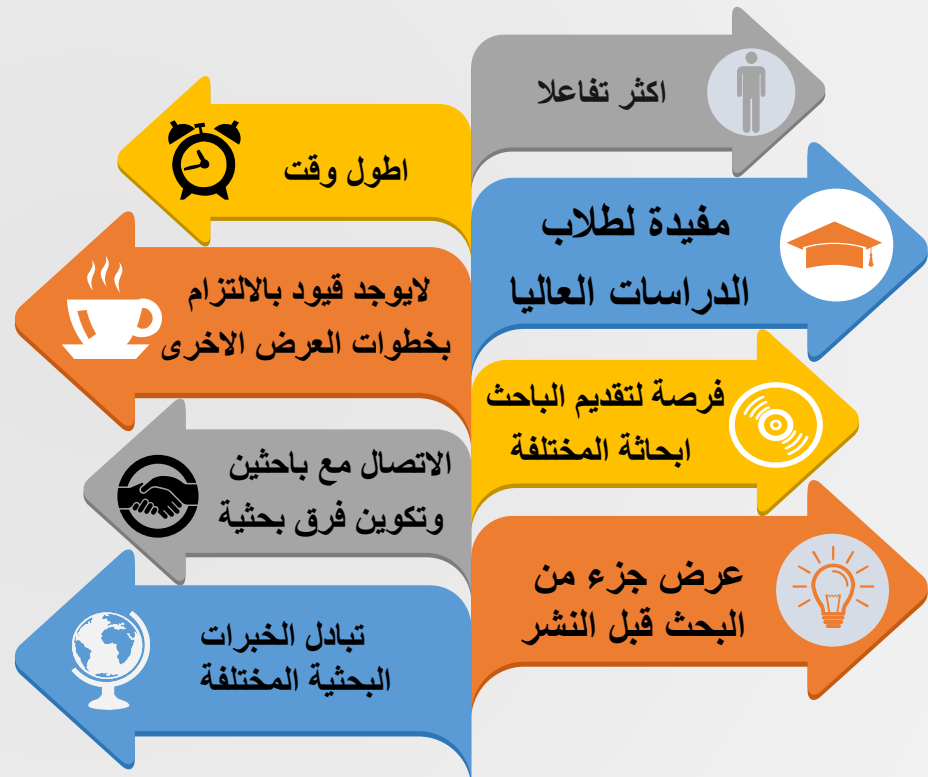 اكثر تفاعلا
اطول وقت
مفيدة لطلاب
الدراسات العاليا
لايوجد قيود بالالتزام
بخطوات العرض الاخرى
فرصة لتقديم الباحث
ابحاثة المختلفة
الاتصال مع باحثين
وتكوين فرق بحثية
عرض جزء من
البحث قبل النشر
تبادل الخبرات
البحثية المختلفة